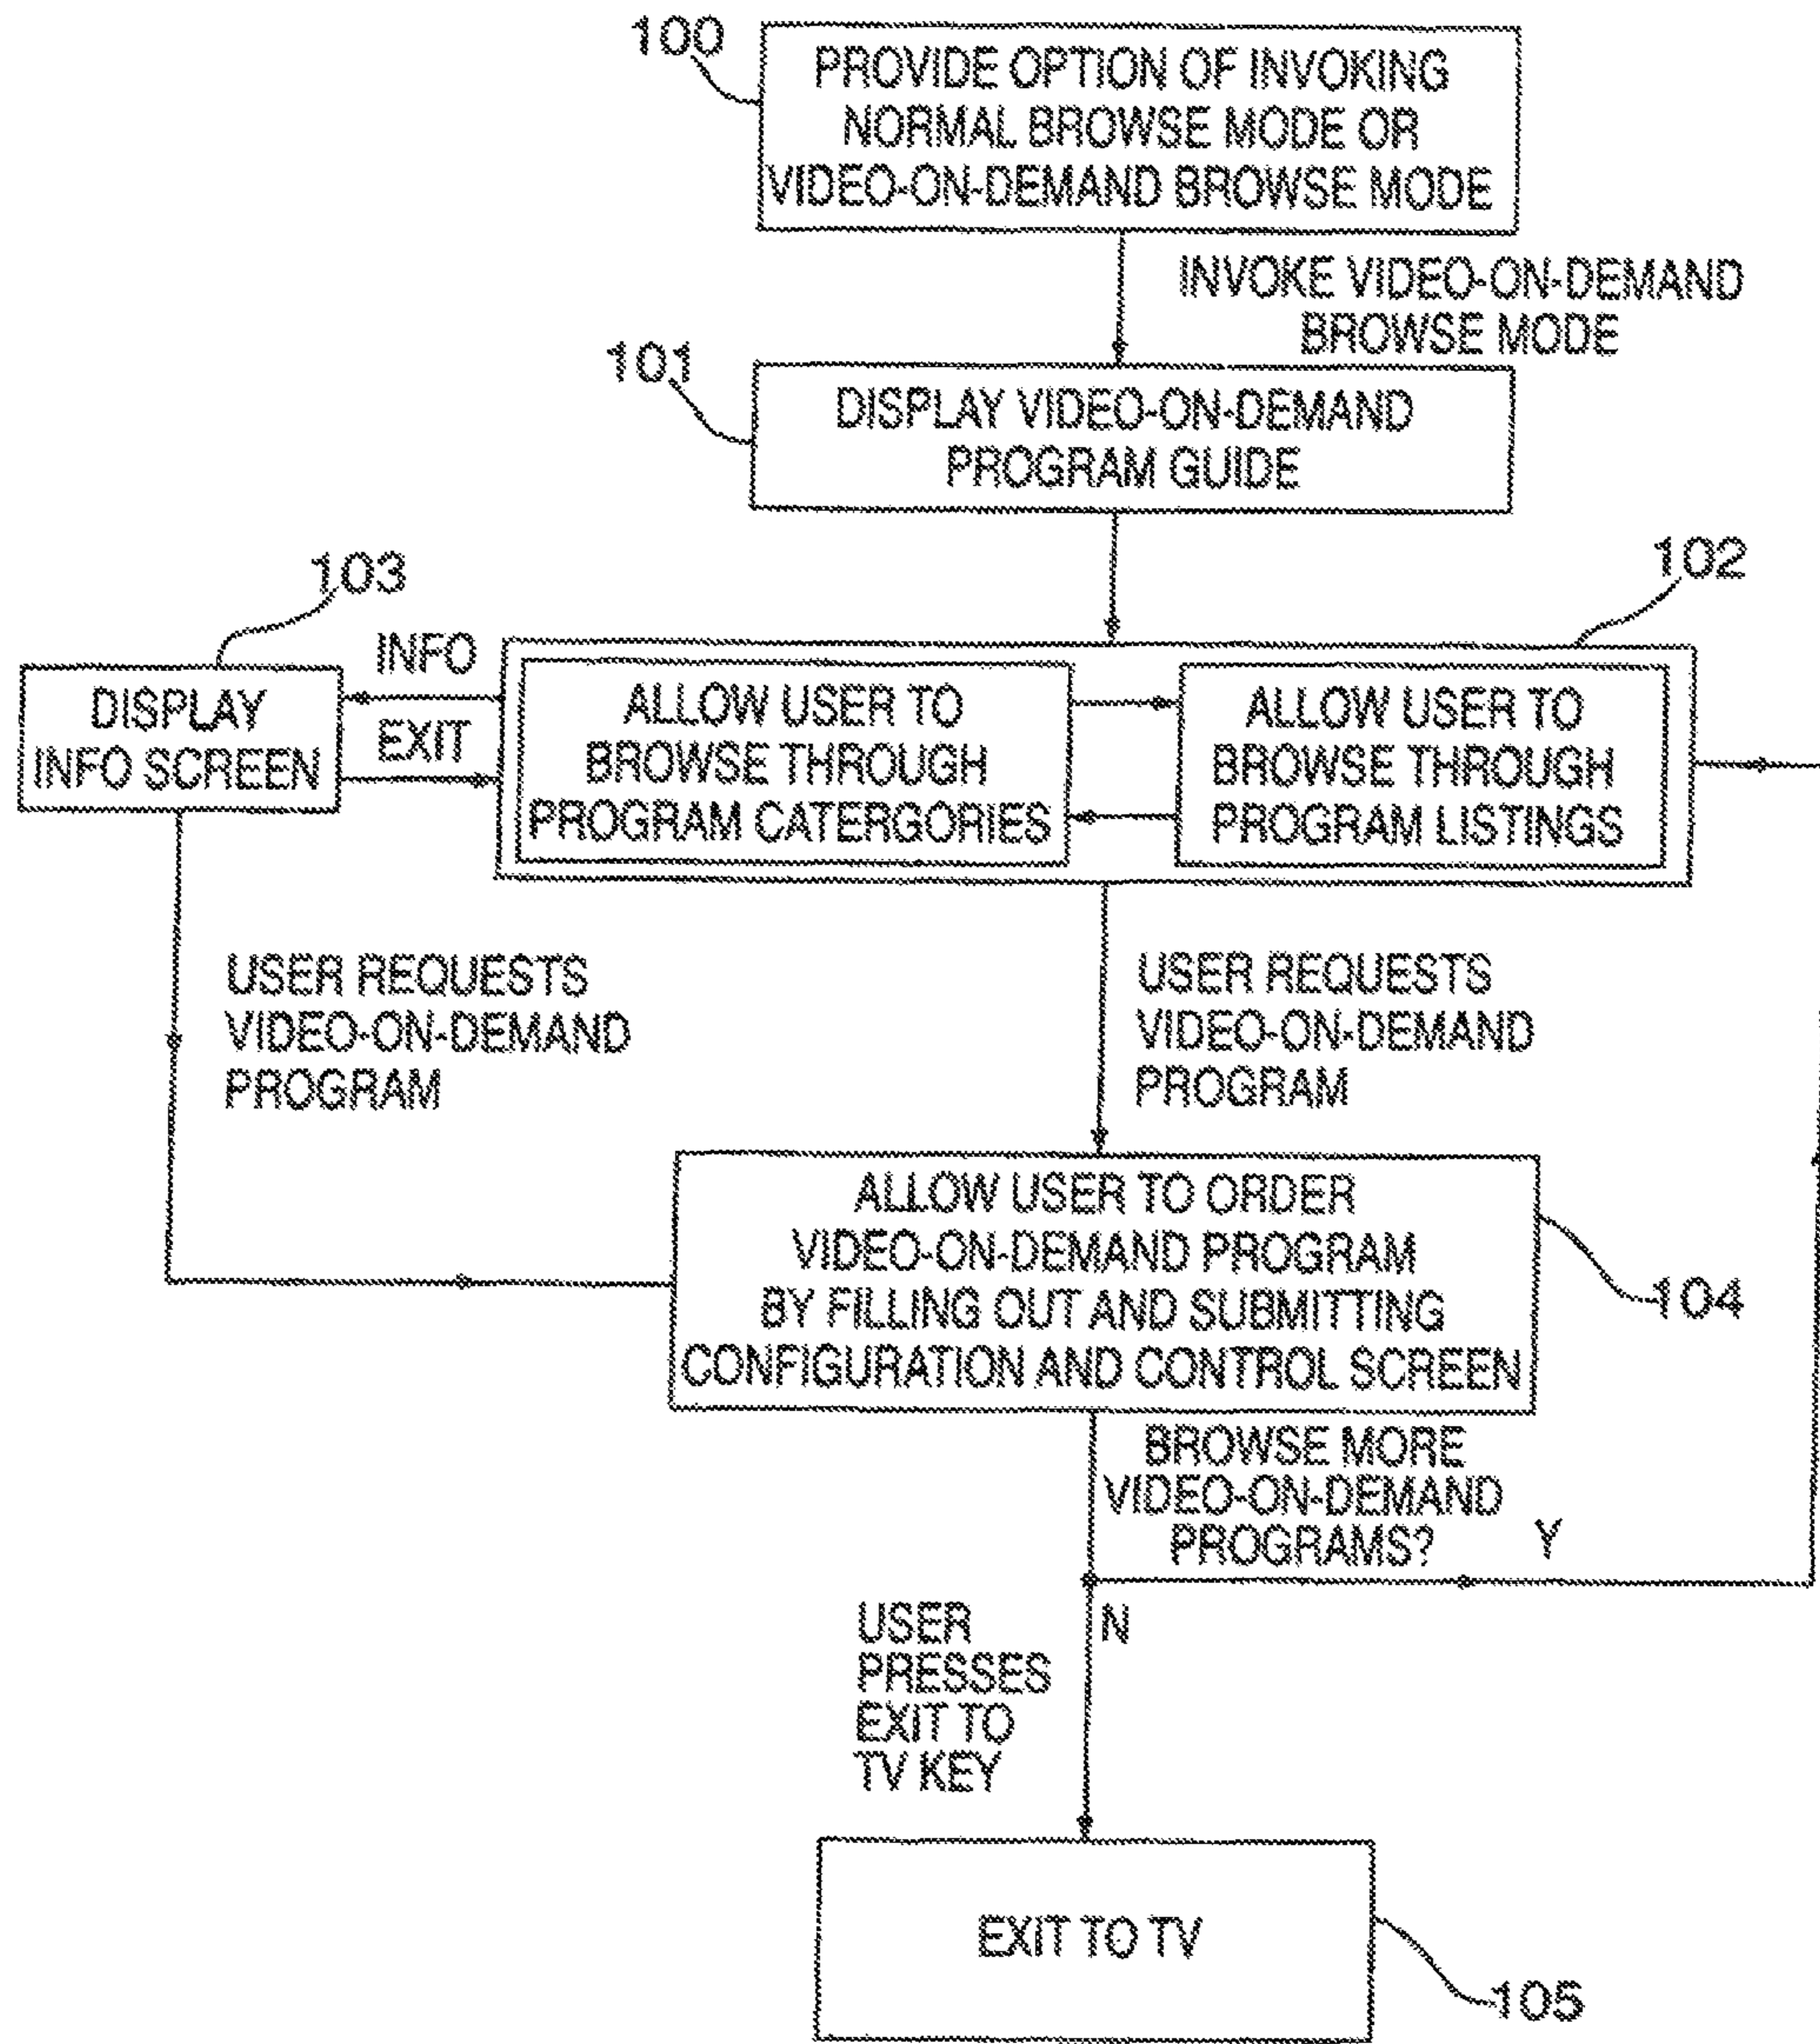 100
PROVIDE OPTION OF INVOKING
NORMAL BROWSE MODE OR
VIDEO-ON-DEMAND BROWSE MODE
INVOKE VIDEO-ON-DEMAND
BROWSE MODE
101
DISPLAY VIDEO-ON-DEMAND
PROGRAM GUIDE
102
103
INFO
EXIT
DISPLAY
INFO SCREEN
ALLOW USER TO
BROWSE THROUGH
PROGRAM CATERGORIES
ALLOW USER TO
BROWSE THROUGH
PROGRAM LISTINGS
USER REQUESTS
VIDEO-ON-DEMAND
PROGRAM
USER REQUESTS
VIDEO-ON-DEMAND
PROGRAM
ALLOW USER TO ORDER
VIDEO-ON-DEMAND PROGRAM
BY FILLING OUT AND SUBMITTING
CONFIGURATION AND CONTROL SCREEN
104
BROWSE MORE
VIDEO-ON-DEMAND
PROGRAMS?
Y
N
USER
PRESSES
EXIT TO
TV KEY
EXIT TO TV
105